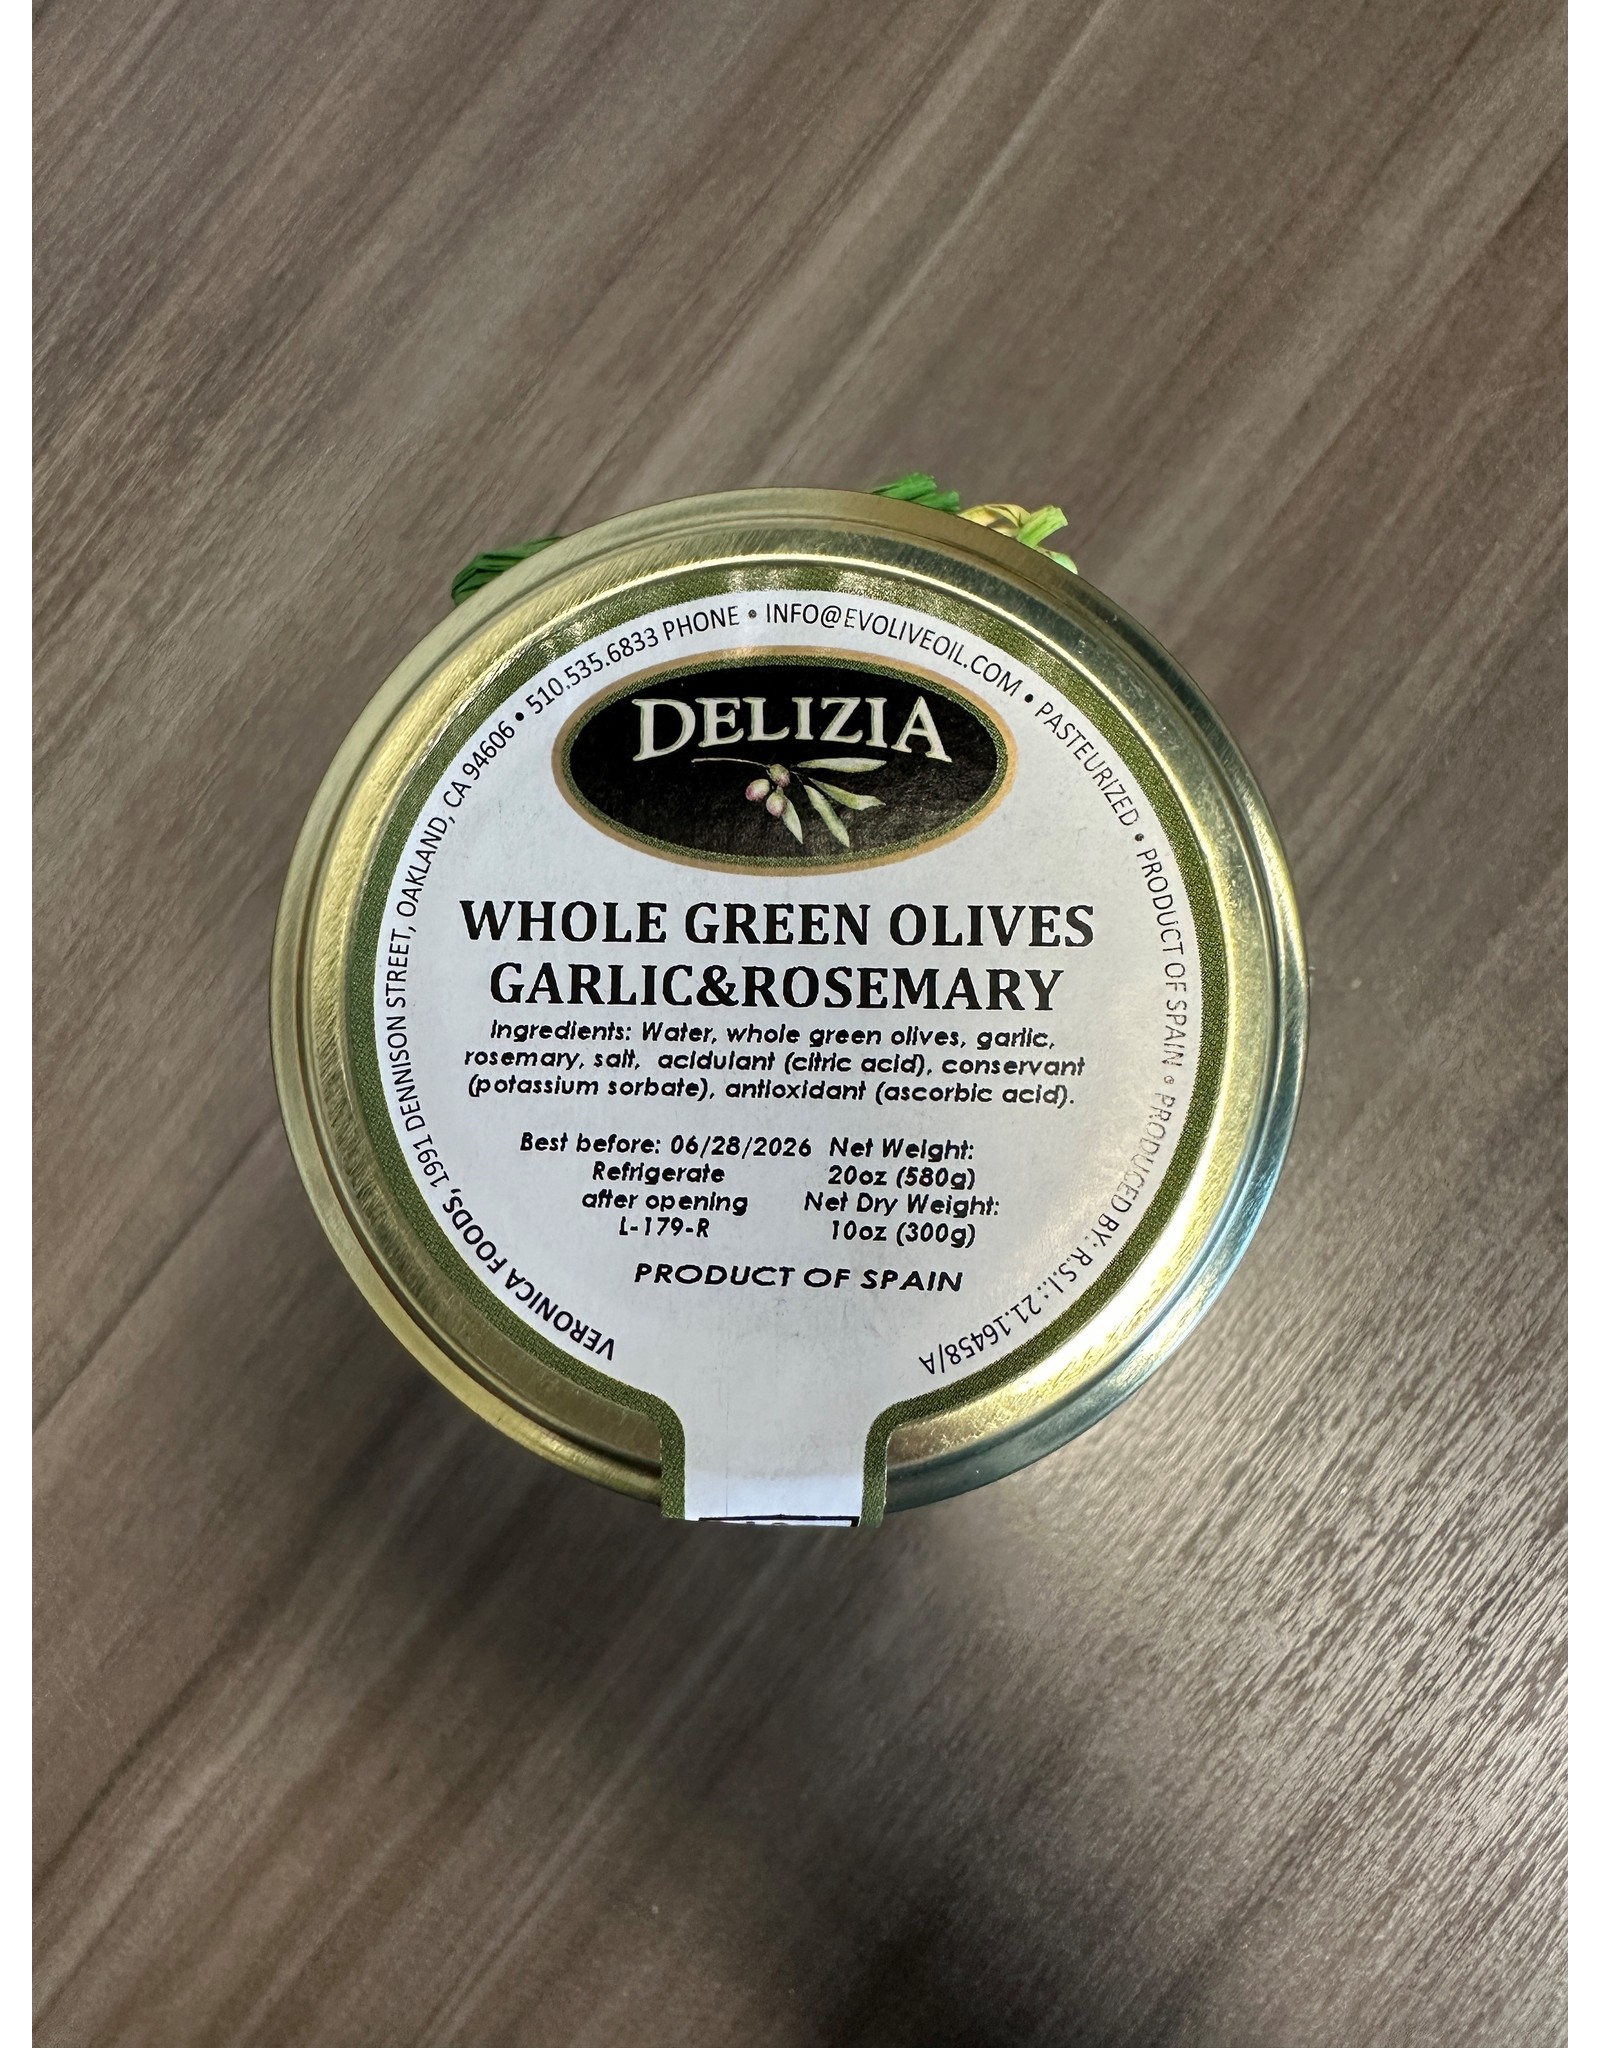 VERONICA FOODS, 1991 DENNISON STREET, OAKLAND, CA 94606 • 510.535.6833 PHONE • INFO@EVOLIVEOIL.COM • PASTEURIZED • PRODUCT OF SPAIN • PRODUCED BY: R.S.I.: 21.16458/A
DELIZIA
WHOLE GREEN OLIVES
GARLIC&ROSEMARY
Ingredients: Water, whole green olives, garlic,
rosemary, salt, acidulant (citric acid), conservant
(potassium sorbate), antioxidant (ascorbic acid).
Best before: 06/28/2026 Net Weight:
Refrigerate 20oz (580g)
after opening Net Dry Weight:
L-179-R 10oz (300g)
PRODUCT OF SPAIN